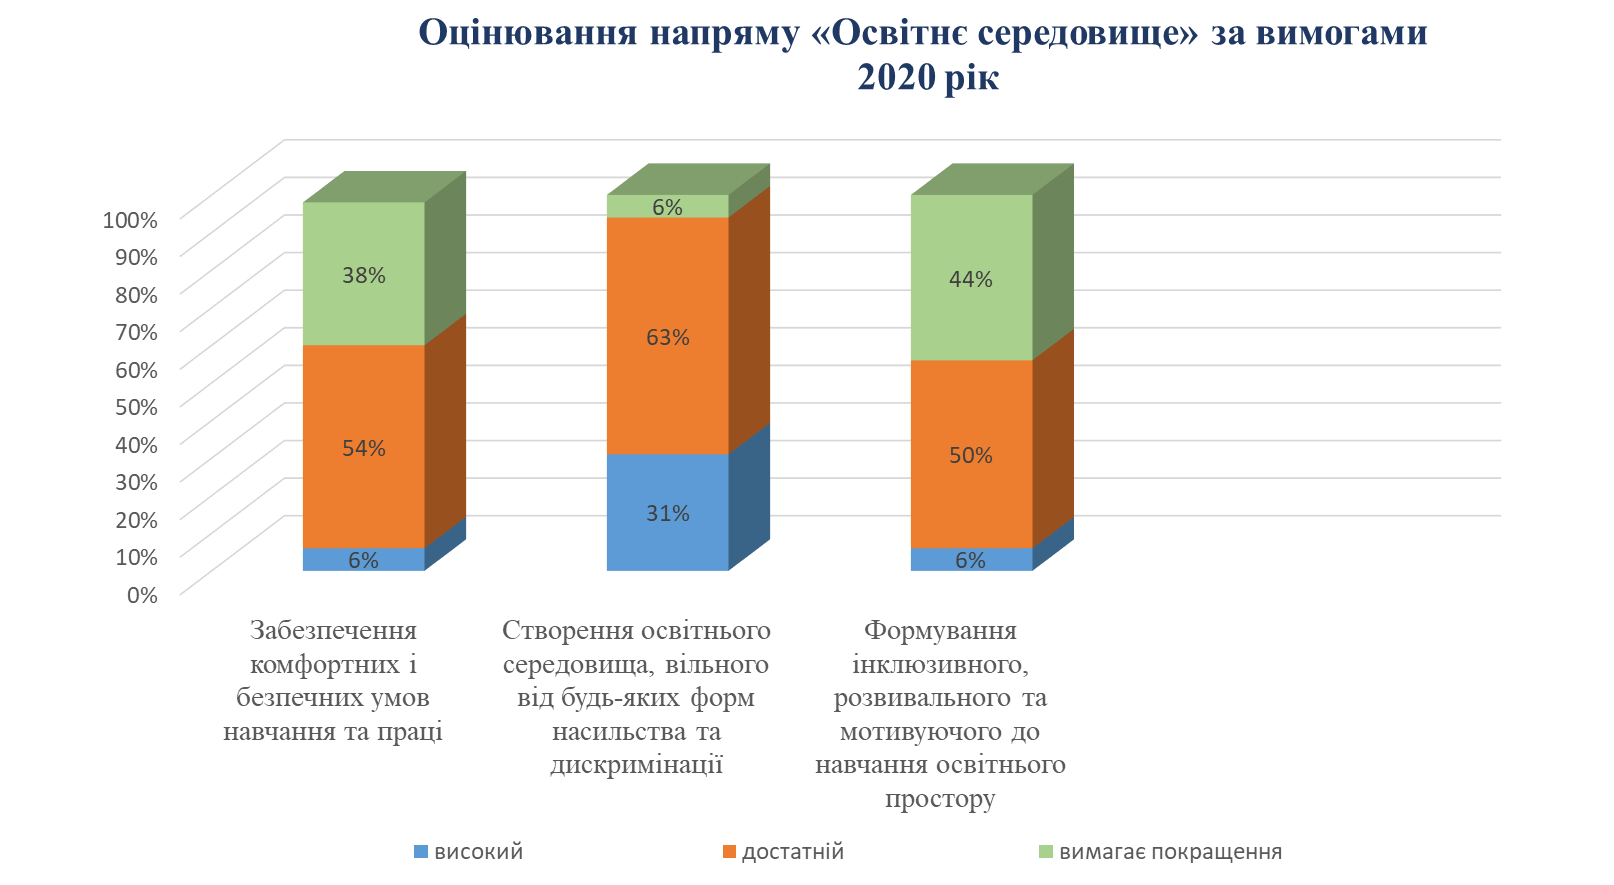 Оцінювання напряму «Освітнє середовище» за вимогами
2020 рік
100%
90%
80%
70%
60%
50%
40%
30%
20%
10%
0%
38%
54%
6%
6%
63%
31%
44%
50%
6%
Забезпечення
комфортних і
безпечних умов
навчання та праці
Створення освітнього
середовища, вільного
від будь-яких форм
насильства та
дискримінації
Формування
інклюзивного,
розвивального та
мотивуючого до
навчання освітнього
простору
високий
достатній
вимагає покращення